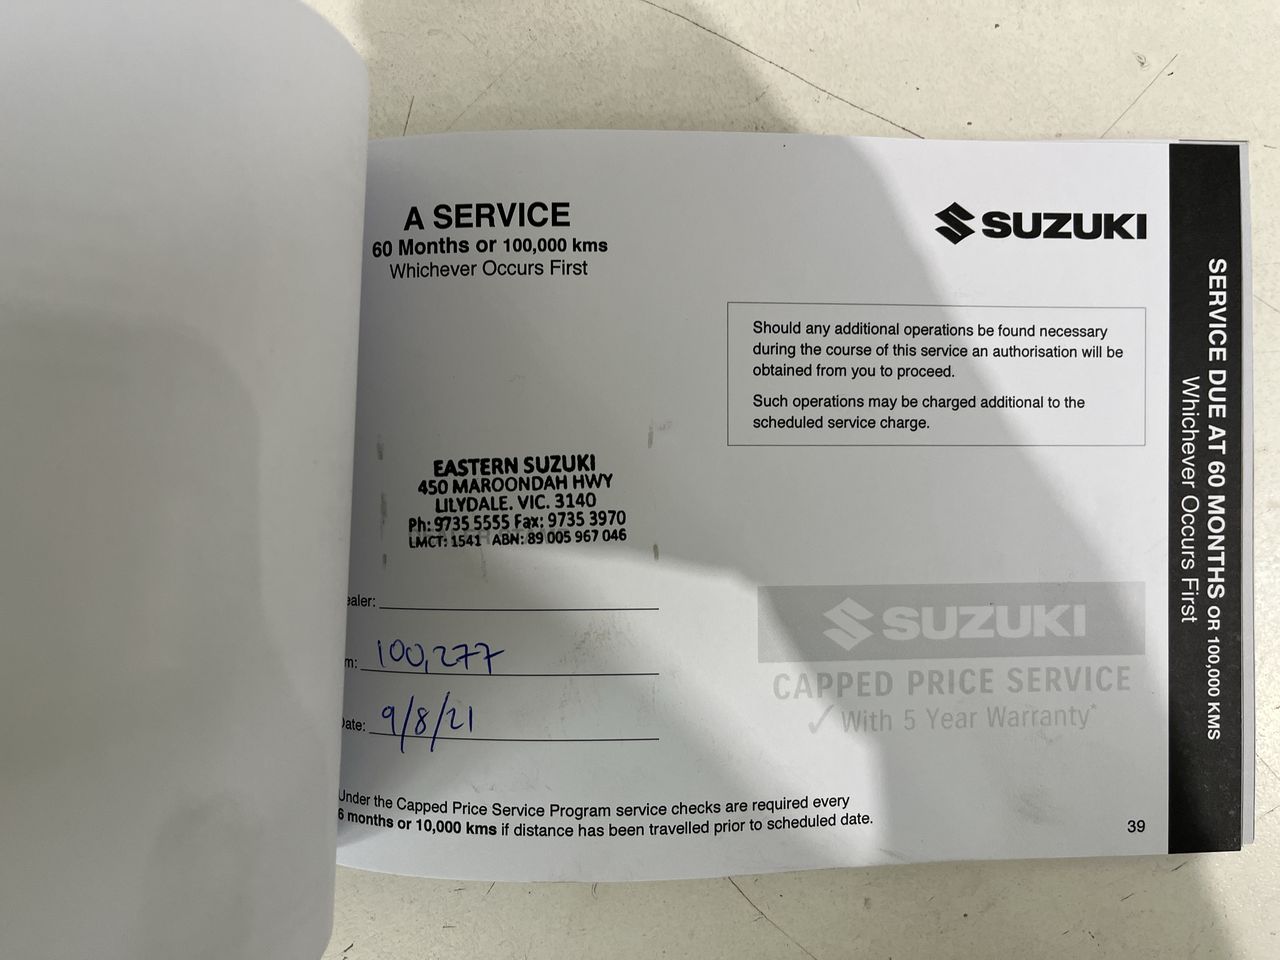 A SERVICE
60 Months or 100,000 kms
Whichever Occurs First
SUZUKI
Should any additional operations be found necessary
during the course of this service an authorisation will be
obtained from you to proceed.
Such operations may be charged additional to the
scheduled service charge.
EASTERN SUZUKI
450 MAROONDAH HWY
LILYDALE. VIC. 3140
Ph: 9735 5555 Fax: 9735 3970
LMCT: 1541 ABN: 89 005 967 046
ealer:
m: 100,277
Date: 9/8/21
SUZUKI
CAPPED PRICE SERVICE
✓ With 5 Year Warranty*
Under the Capped Price Service Program service checks are required every
6 months or 10,000 kms if distance has been travelled prior to scheduled date.
39
SERVICE DUE AT 60 MONTHS OR 100,000 KMS
Whichever Occurs First